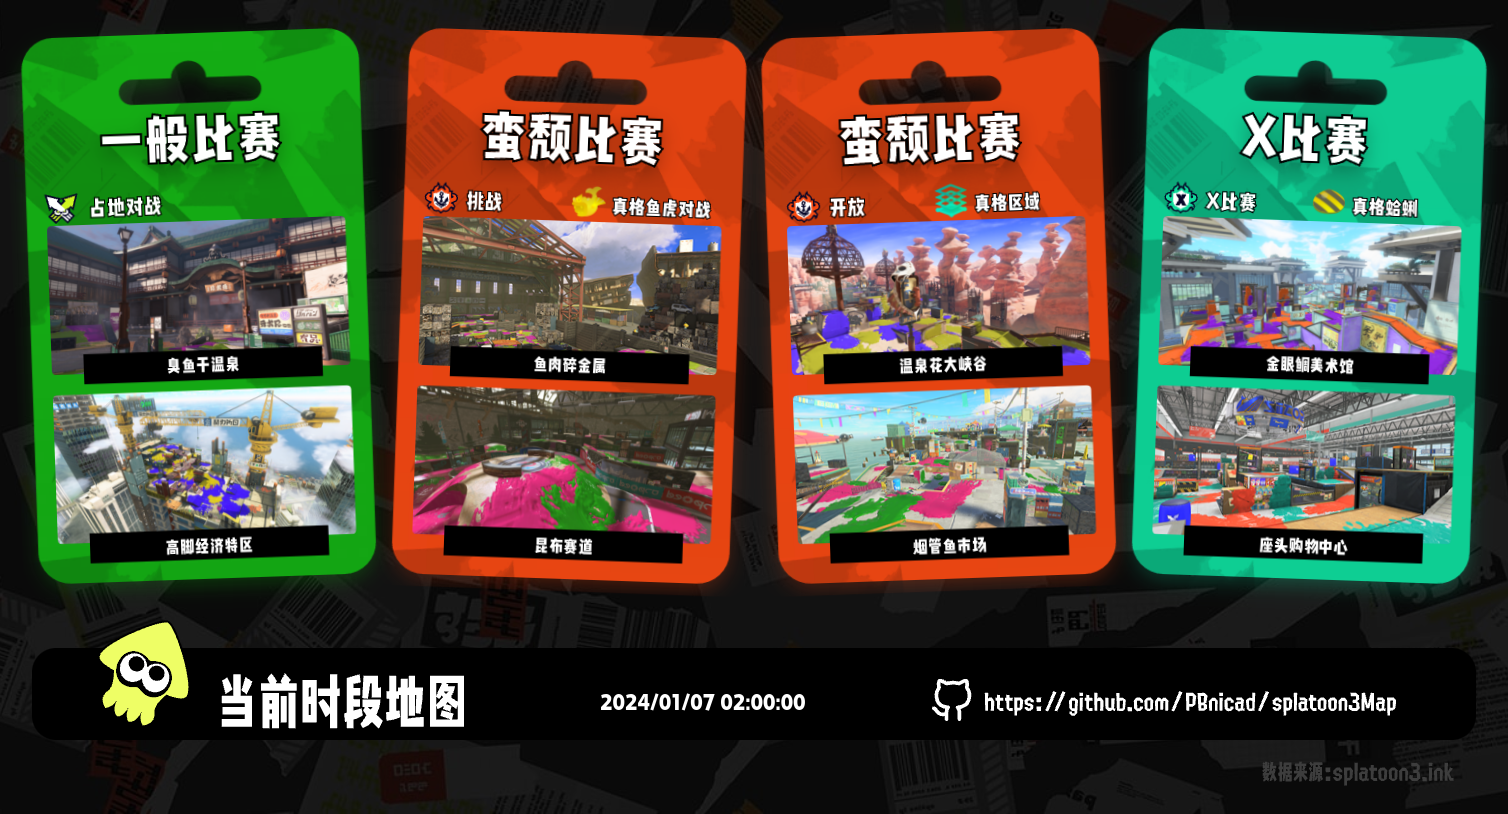 一般比赛
占地对战
臭鱼干温泉
高脚经济特区
蛮颓比赛
挑战
真格鱼虎对战
鱼肉碎金属
昆布赛道
蛮颓比赛
开放
真格区域
温泉花大峡谷
烟管鱼市场
X比赛
X比赛
真格蛤蜊
金眼鲷美术馆
座头购物中心
当前时段地图
2024/01/07 02:00:00
https://github.com/PBnicad/splatoon3Map
数据来源:splatoon3.ink